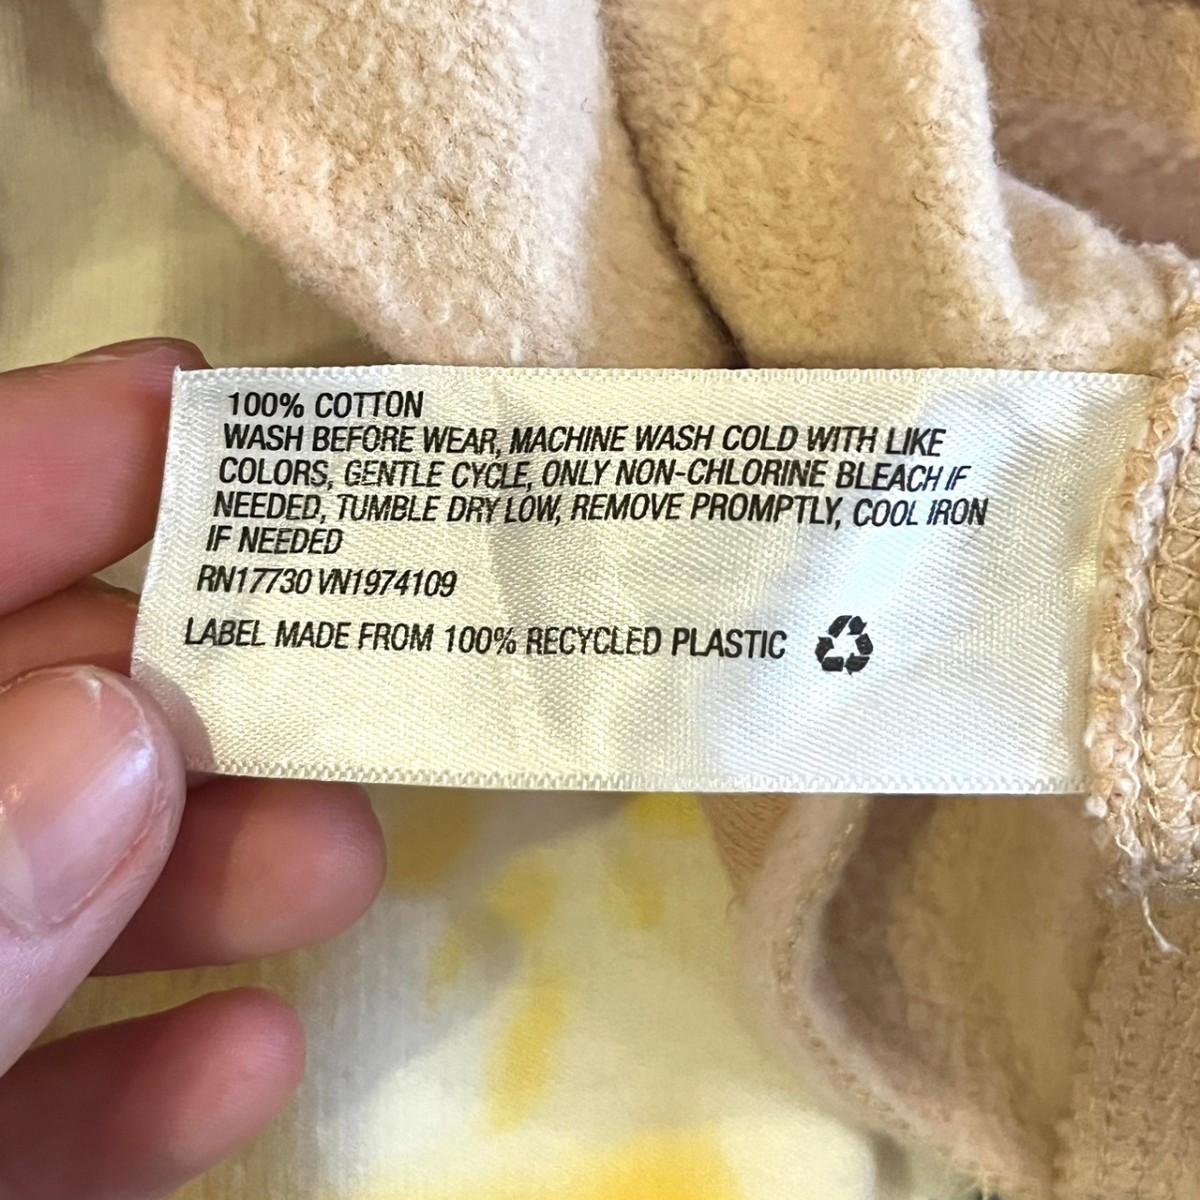 100% COTTON
WASH BEFORE WEAR, MACHINE WASH COLD WITH LIKE
COLORS, GENTLE CYCLE, ONLY NON-CHLORINE BLEACH IF
NEEDED, TUMBLE DRY LOW, REMOVE PROMPTLY, COOL IRON
IF NEEDED
RN17730 VN1974109
LABEL MADE FROM 100% RECYCLED PLASTIC